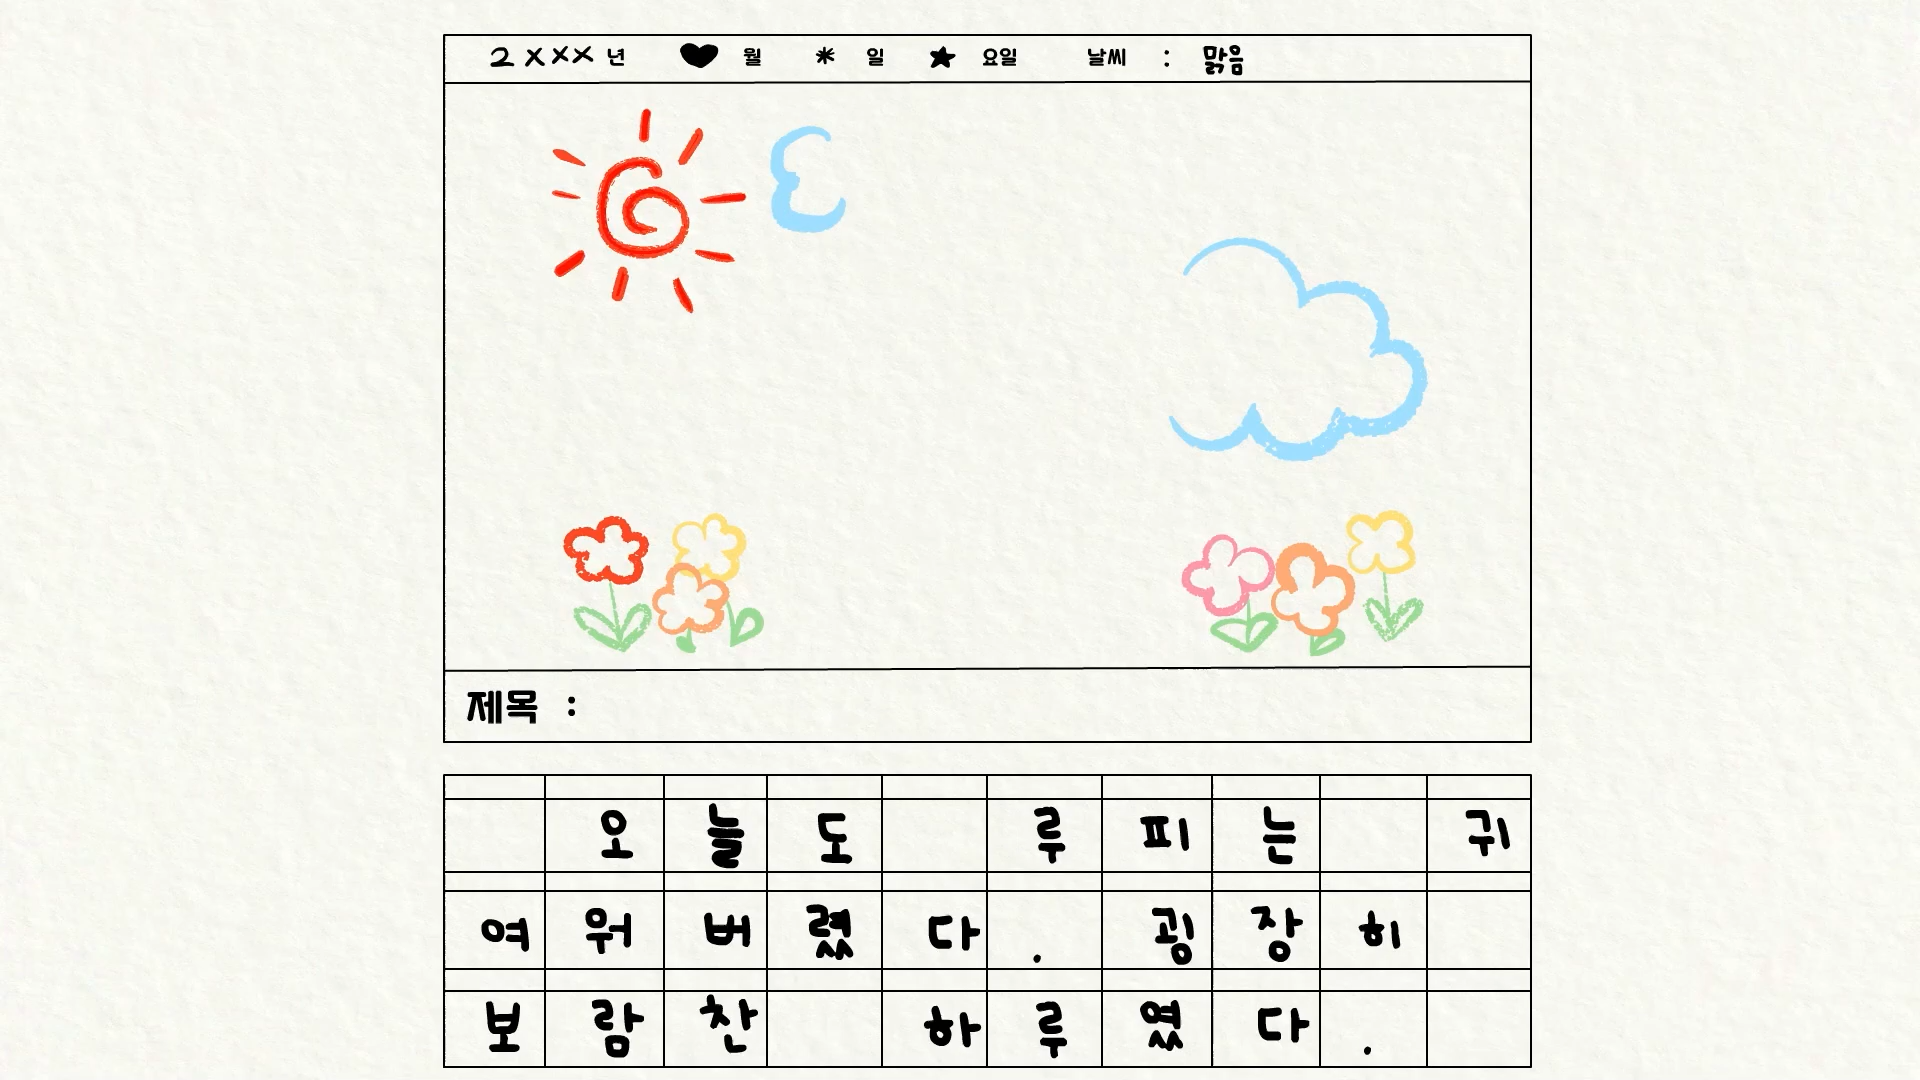 2××× 년 ♥ 월 * 일 ★ 요일 날씨 : 맑음
제목 :
오늘도 루피는 귀
여워버렸다. 굉장히
보람찬 하루였다.